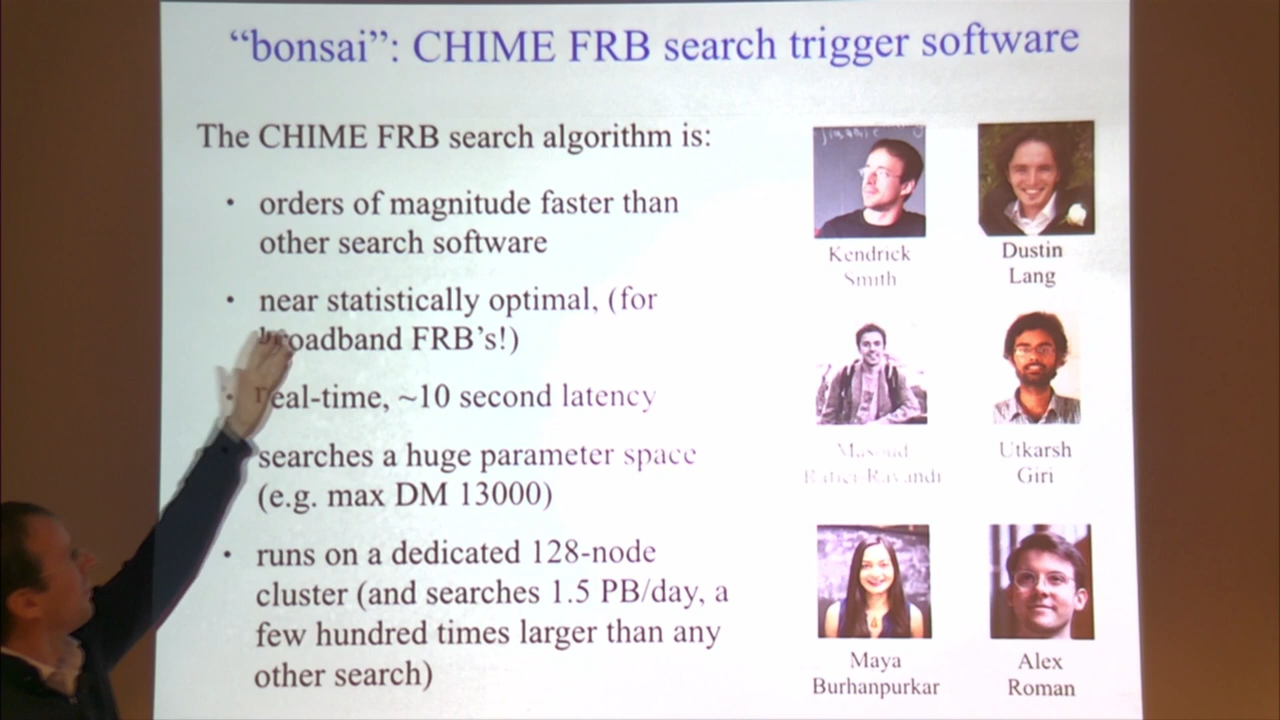 “bonsai”: CHIME FRB search trigger software
The CHIME FRB search algorithm is:
• orders of magnitude faster than
other search software
• near statistically optimal, (for
broadband FRB’s!)
• real-time, ~10 second latency
searches a huge parameter space
(e.g. max DM 13000)
• runs on a dedicated 128-node
cluster (and searches 1.5 PB/day, a
few hundred times larger than any
other search)
Kendrick
Smith
Dustin
Lang
Utkarsh
Giri
Maya
Burhanpurkar
Alex
Roman